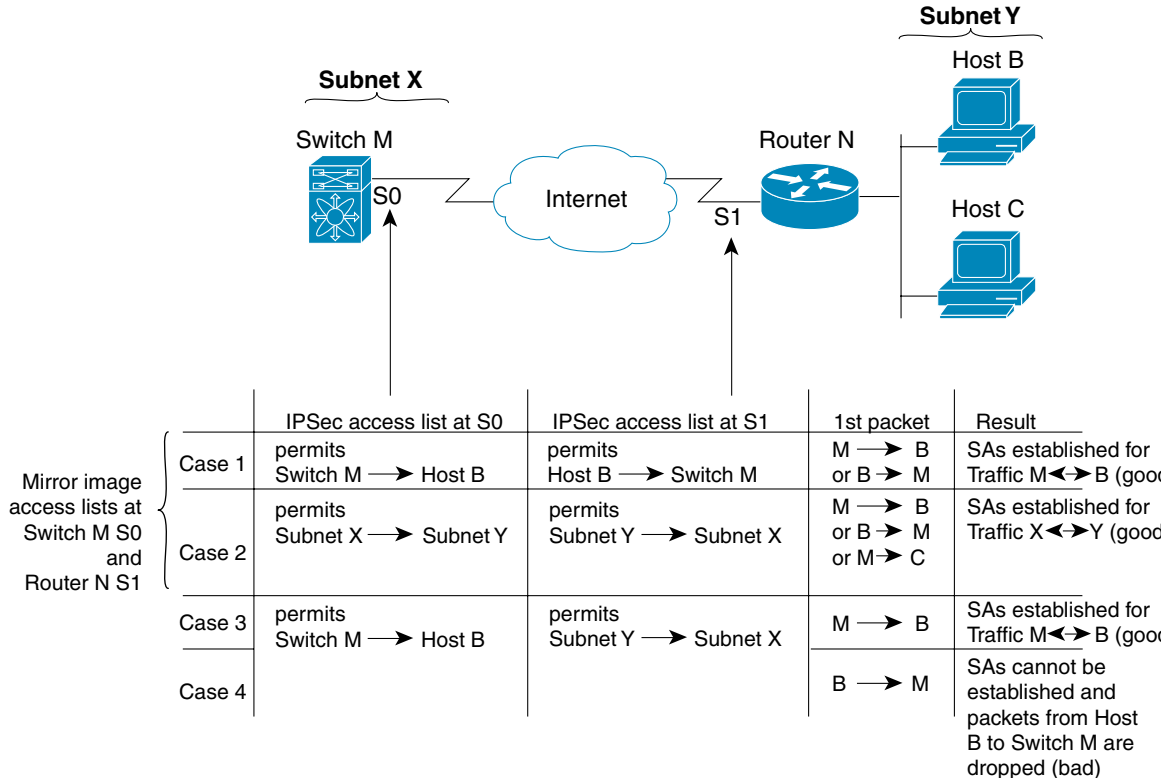 Subnet Y
Host B
Subnet X
Switch M
Router N
S0
Internet
S1
Host C
IPSec access list at S0
IPSec access list at S1
1st packet
Result
Mirror image
access lists at
Switch M S0
and
Router N S1
Case 1
permits
Switch M → Host B
permits
Host B → Switch M
M → B
or B → M
SAs established for
Traffic M ↔ B (good
Case 2
permits
Subnet X → Subnet Y
permits
Subnet Y → Subnet X
M → B
or B → M
or M → C
SAs established for
Traffic X ↔ Y (good
Case 3
permits
Switch M → Host B
permits
Subnet Y → Subnet X
M → B
SAs established for
Traffic M ↔ B (good
Case 4
B → M
SAs cannot be
established and
packets from Host
B to Switch M are
dropped (bad)